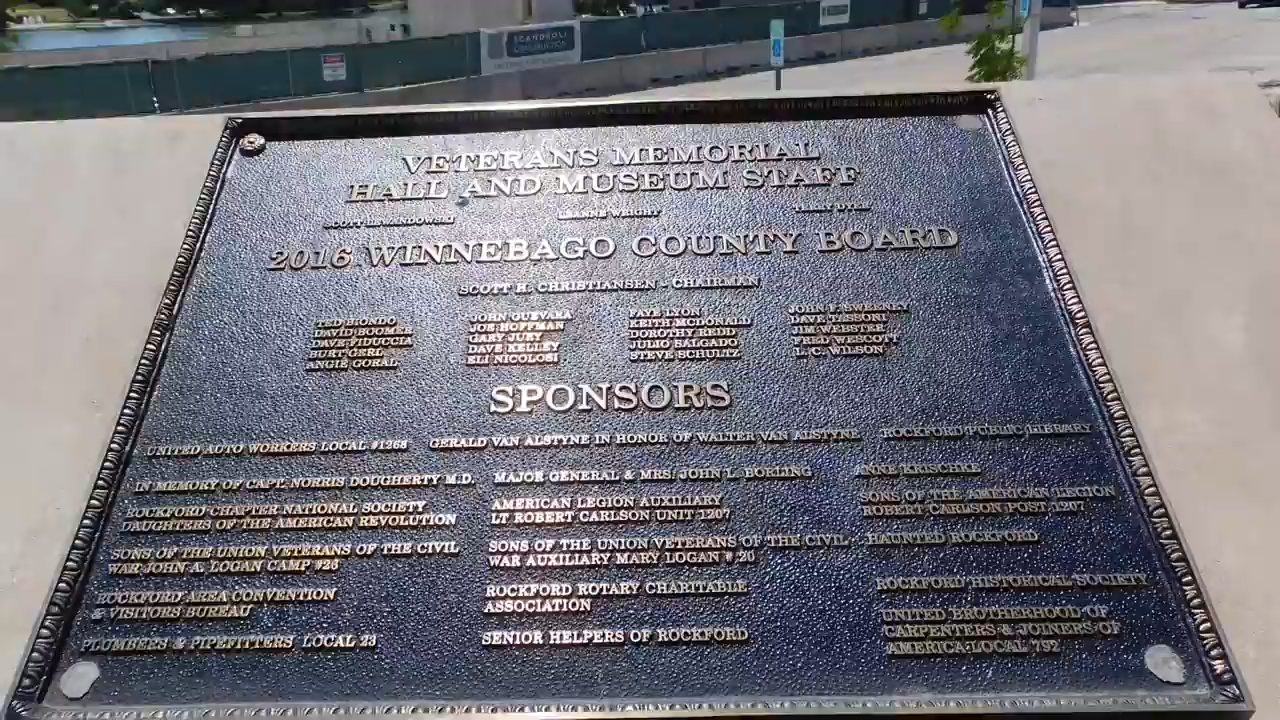 SCANDROLI
CONSTRUCTION
VETERANS MEMORIAL
HALL AND MUSEUM STAFF
SCOTT LEWANDOWSKI
WRIGHT
DYER
2016 WINNEBAGO COUNTY BOARD
SCOTT H. CHRISTIANSEN - CHAIRMAN
TED BIONDO
DAVID BOOMER
DAVE FIDUCCIA
BURT GERL
ANGIE GORAL
JOHN GUEVARA
JOE HOFFMAN
GARY JURY
DAVE KELLEY
ELI NICOLOSI
FAYE LYON
KEITH MCDONALD
DOROTHY REDD
JULIO SALGADO
STEVE SCHULTZ
JOHN F. SWEENEY
DAVE TASSONI
JIM WEBSTER
FRED WESCOTT
L. C. WILSON
SPONSORS
UNITED AUTO WORKERS LOCAL #1268
GERALD VAN ALSTYNE IN HONOR OF WALTER VAN ALSTYNE
ROCKFORD PUBLIC LIBRARY
IN MEMORY OF CAPT. NORRIS DOUGHERTY M.D.
MAJOR GENERAL & MRS. JOHN L. BORLING
ANNE KRISCHKE
ROCKFORD CHAPTER NATIONAL SOCIETY
DAUGHTERS OF THE AMERICAN REVOLUTION
AMERICAN LEGION AUXILIARY
LT ROBERT CARLSON UNIT 1207
SONS OF THE AMERICAN LEGION
ROBERT CARLSON POST 1207
SONS OF THE UNION VETERANS OF THE CIVIL
WAR JOHN A. LOGAN CAMP #26
SONS OF THE UNION VETERANS OF THE CIVIL
WAR AUXILIARY MARY LOGAN # 20
HAUNTED ROCKFORD
ROCKFORD AREA CONVENTION
& VISITORS BUREAU
ROCKFORD ROTARY CHARITABLE
ASSOCIATION
ROCKFORD HISTORICAL SOCIETY
PLUMBERS & PIPEFITTERS LOCAL 23
SENIOR HELPERS OF ROCKFORD
UNITED BROTHERHOOD OF
CARPENTERS & JOINERS OF
AMERICA LOCAL 792